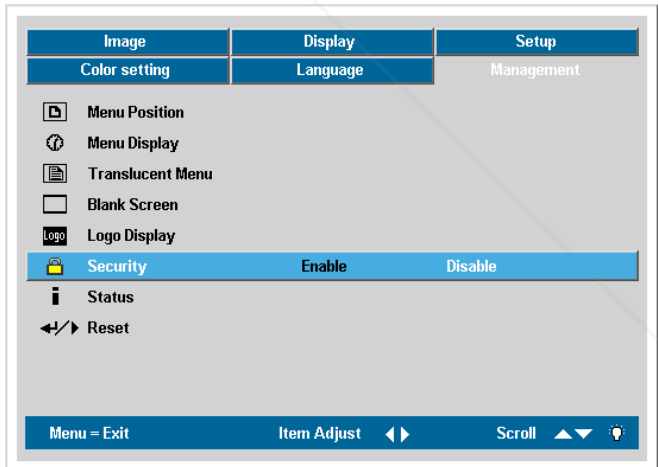 Image Display Setup
Color setting Language Management
Menu Position
Menu Display
Translucent Menu
Blank Screen
Logo Logo Display
Security Enable Disable
Status
Reset
Menu = Exit Item Adjust Scroll